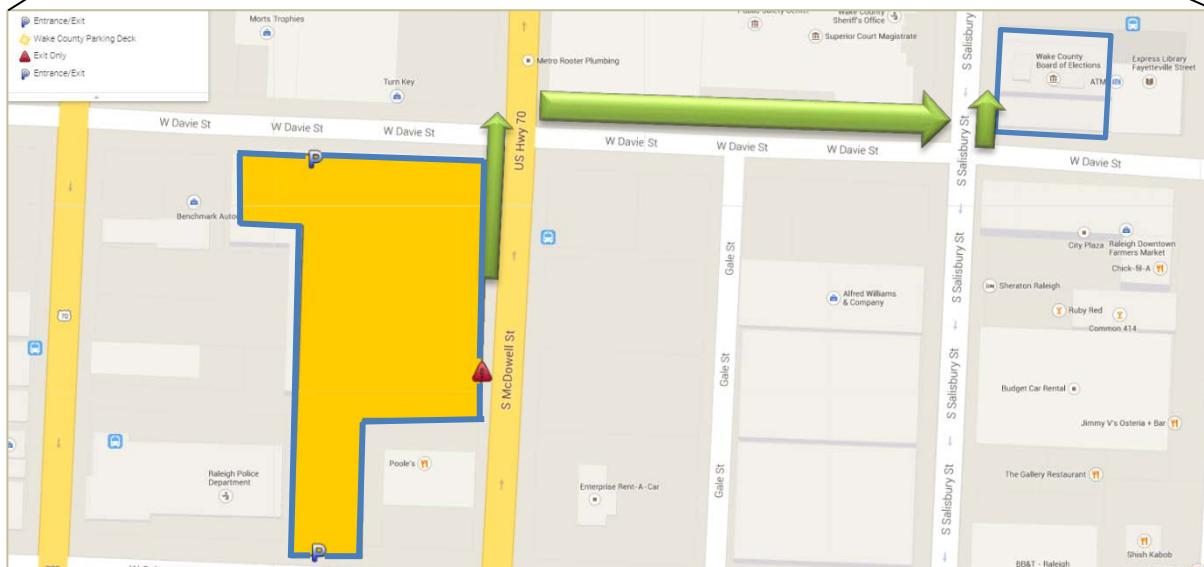 Entrance/Exit
Wake County Parking Deck
Exit Only
Entrance/Exit
Morts Trophies
Metro Rooter Plumbing
Turn Key
Public Safety Center
Wake County
Sheriff's Office
Superior Court Magistrate
S Salisbury
Wake County
Board of Elections
ATM
Express Library
Fayetteville Street
W Davie St
W Davie St
W Davie St
US Hwy 70
W Davie St
W Davie St
W Davie St
S Salisbury St
W Davie St
P
Benchmark
Gale St
S Salisbury St
City Plaza
Raleigh Downtown
Farmers Market
Chick-fil-A
Sheraton Raleigh
Alfred Williams
& Company
Ruby Red
Common 414
70
S McDowell St
Gale St
S Salisbury St
Budget Car Rental
Jimmy V's Osteria + Bar
Poole's
Raleigh Police
Department
Enterprise Rent-A-Car
Gale St
S Salisbury St
The Gallery Restaurant
P
BB&T - Raleigh
Shish Kabob